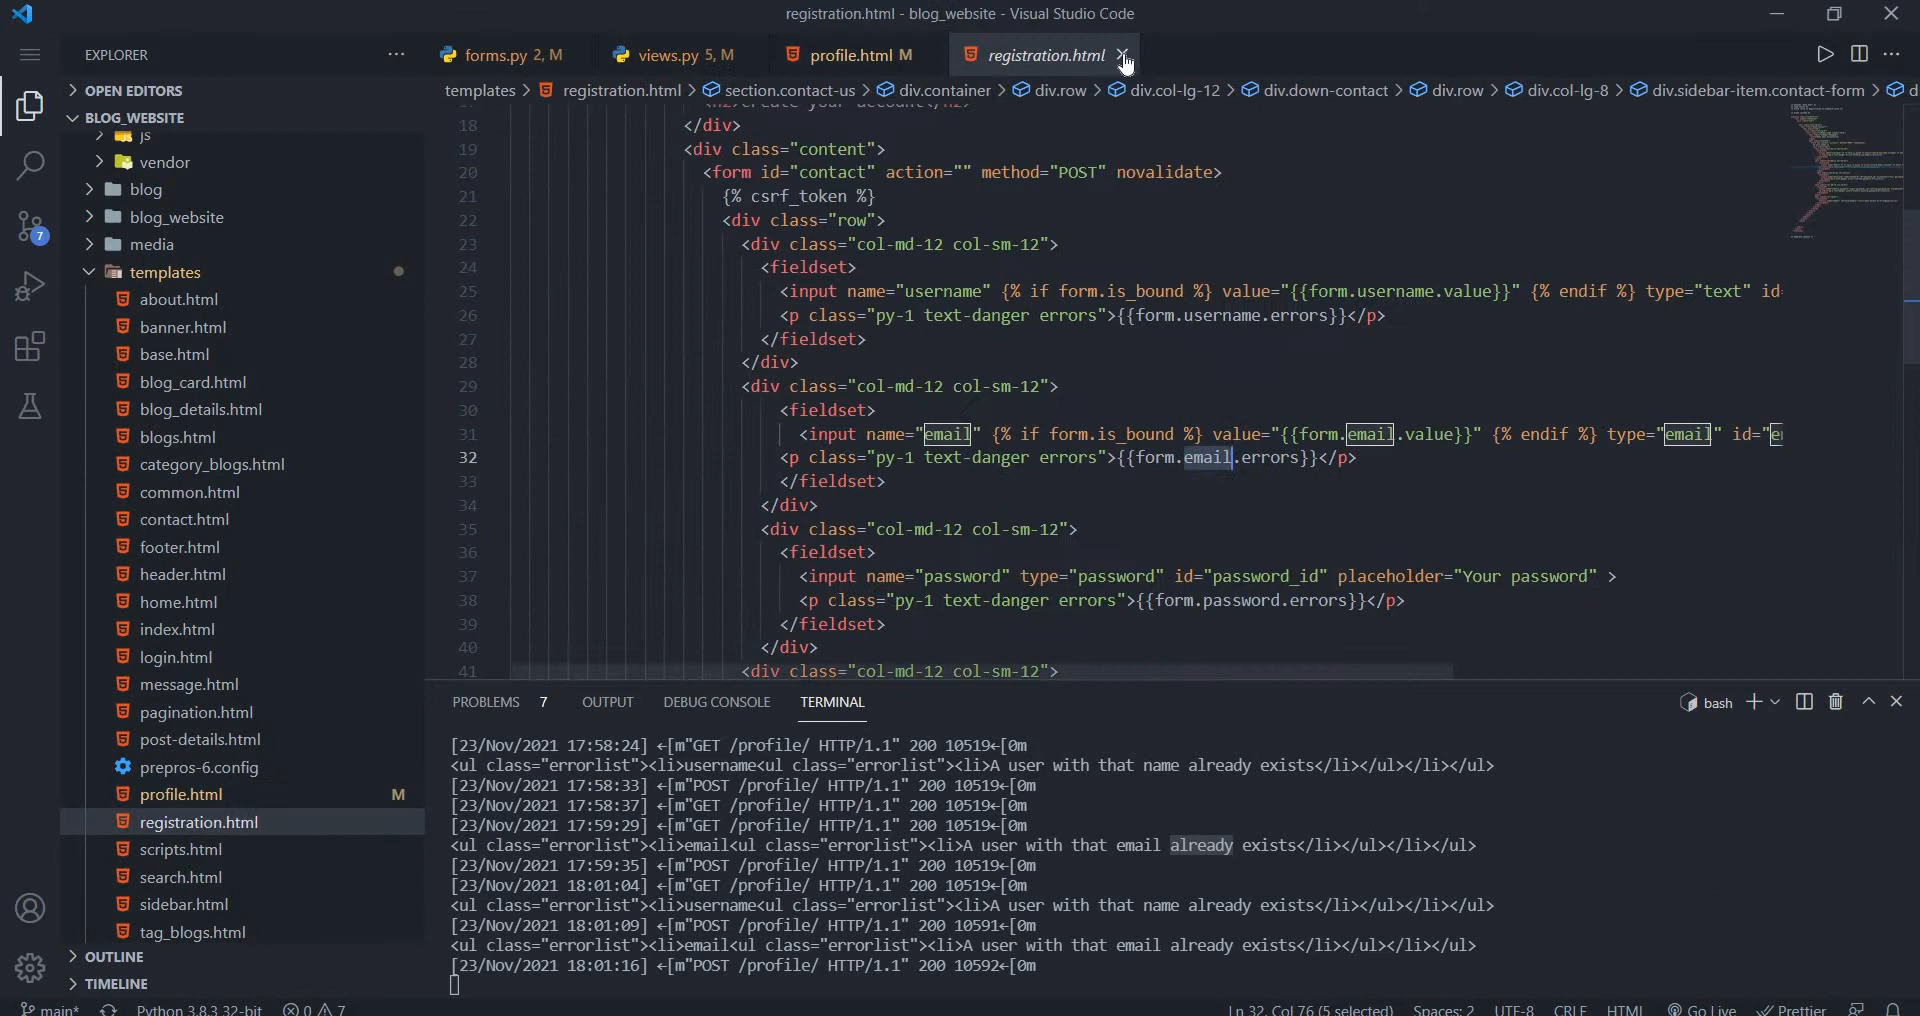 registration.html - blog_website - Visual Studio Code
EXPLORER
forms.py 2, M
views.py 5, M
profile.html M
registration.html
OPEN EDITORS
BLOG_WEBSITE
js
vendor
blog
blog_website
media
templates
about.html
banner.html
base.html
blog_card.html
blog_details.html
blogs.html
category_blogs.html
common.html
contact.html
footer.html
header.html
home.html
index.html
login.html
message.html
pagination.html
post-details.html
prepros-6.config
profile.html M
registration.html
scripts.html
search.html
sidebar.html
tag_blogs.html
OUTLINE
TIMELINE
7
templates > registration.html > section.contact-us > div.container > div.row > div.col-lg-12 > div.down-contact > div.row > div.col-lg-8 > div.sidebar-item.contact-form > d
<h2>Create your account</h2>
18 </div>
19 <div class="content">
20 <form id="contact" action="" method="POST" novalidate>
21 {% csrf_token %}
22 <div class="row">
23 <div class="col-md-12 col-sm-12">
24 <fieldset>
25 <input name="username" {% if form.is_bound %} value="{{form.username.value}}" {% endif %} type="text" id=
26 <p class="py-1 text-danger errors">{{form.username.errors}}</p>
27 </fieldset>
28 </div>
29 <div class="col-md-12 col-sm-12">
30 <fieldset>
31 <input name="email" {% if form.is_bound %} value="{{form.email.value}}" {% endif %} type="email" id="e
32 <p class="py-1 text-danger errors">{{form.email.errors}}</p>
33 </fieldset>
34 </div>
35 <div class="col-md-12 col-sm-12">
36 <fieldset>
37 <input name="password" type="password" id="password_id" placeholder="Your password" >
38 <p class="py-1 text-danger errors">{{form.password.errors}}</p>
39 </fieldset>
40 </div>
41 <div class="col-md-12 col-sm-12">
PROBLEMS 7 OUTPUT DEBUG CONSOLE TERMINAL
bash
[23/Nov/2021 17:58:24] ←[m"GET /profile/ HTTP/1.1" 200 10519←[0m
<ul class="errorlist"><li>username<ul class="errorlist"><li>A user with that name already exists</li></ul></li></ul>
[23/Nov/2021 17:58:33] ←[m"POST /profile/ HTTP/1.1" 200 10519←[0m
[23/Nov/2021 17:58:37] ←[m"GET /profile/ HTTP/1.1" 200 10519←[0m
[23/Nov/2021 17:59:29] ←[m"GET /profile/ HTTP/1.1" 200 10519←[0m
<ul class="errorlist"><li>email<ul class="errorlist"><li>A user with that email already exists</li></ul></li></ul>
[23/Nov/2021 17:59:35] ←[m"POST /profile/ HTTP/1.1" 200 10519←[0m
[23/Nov/2021 18:01:04] ←[m"GET /profile/ HTTP/1.1" 200 10519←[0m
<ul class="errorlist"><li>username<ul class="errorlist"><li>A user with that name already exists</li></ul></li></ul>
[23/Nov/2021 18:01:09] ←[m"POST /profile/ HTTP/1.1" 200 10591←[0m
<ul class="errorlist"><li>email<ul class="errorlist"><li>A user with that email already exists</li></ul></li></ul>
[23/Nov/2021 18:01:16] ←[m"POST /profile/ HTTP/1.1" 200 10592←[0m
main* Python 3.8.3 32-bit 0 7 Ln 32, Col 76 (5 selected) Spaces: 2 UTF-8 CRLF HTML Go Live Prettier